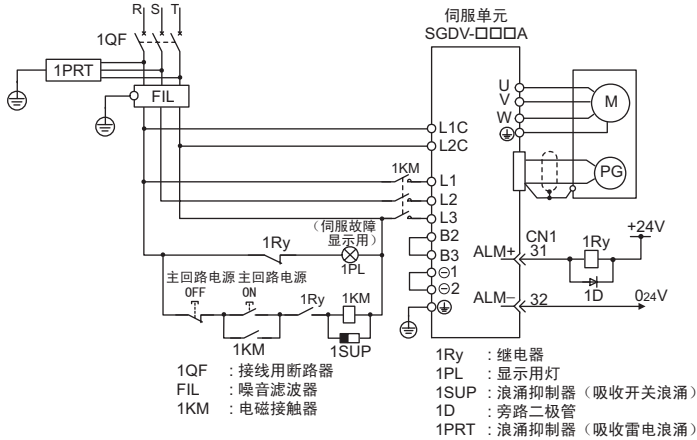 R S T
1QF
1PRT
FIL
伺服单元
SGDV-□□□A
U
V
W
M
PG
L1C
L2C
1KM
L1
L2
L3
B2
B3
⊖1
⊖2
(伺服故障
显示用)
1Ry
1PL
主回路电源 主回路电源
OFF ON
1Ry 1KM
1KM
1SUP
CN1
ALM+ 31
1Ry
+24V
1D
ALM− 32
024V
1QF : 接线用断路器
FIL : 噪音滤波器
1KM : 电磁接触器
1Ry : 继电器
1PL : 显示用灯
1SUP : 浪涌抑制器(吸收开关浪涌)
1D : 旁路二极管
1PRT : 浪涌抑制器(吸收雷电浪涌)